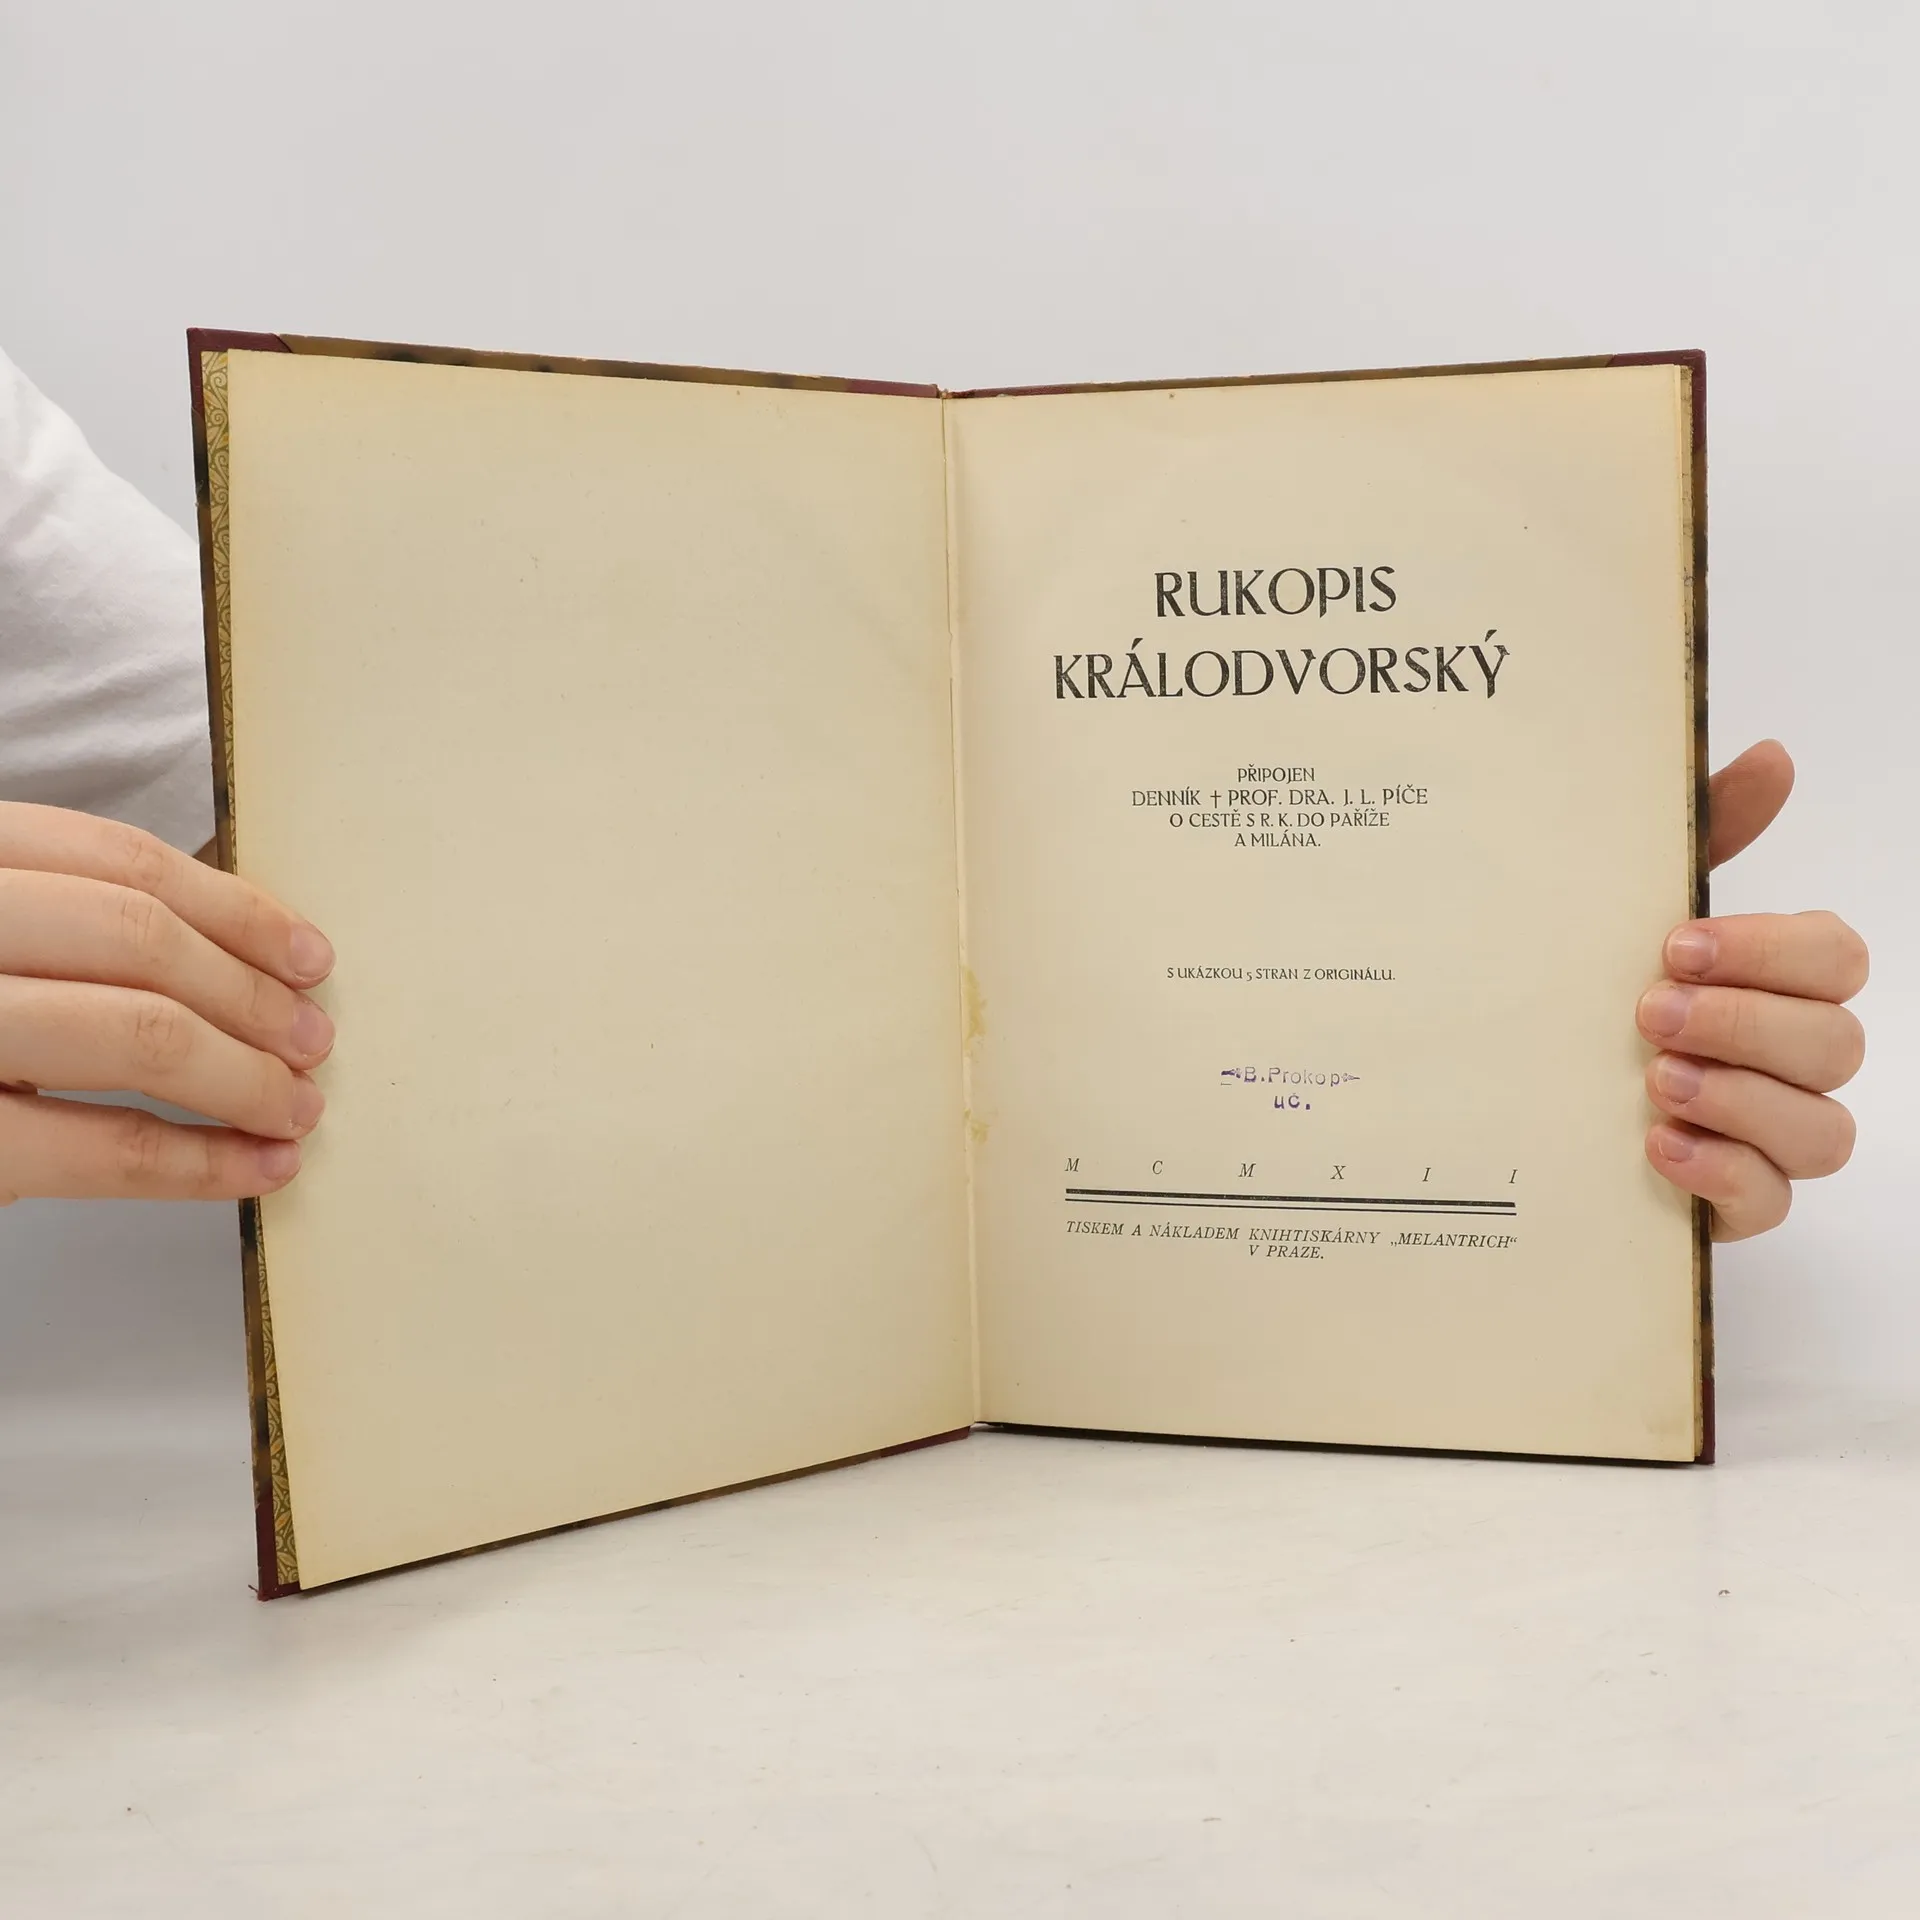 RUKOPIS
KRÁLODVORSKÝ
PŘIPOJEN
DENNÍK † PROF. DRA. J. L. PÍČE
O CESTĚ S R. K. DO PAŘÍŽE
A MILÁNA.
S UKÁZKOU 5 STRAN Z ORIGINÁLU.
B. Prokop
uč.
M C M X I I
TISKEM A NÁKLADEM KNIHTISKÁRNY „MELANTRICH“
V PRAZE.